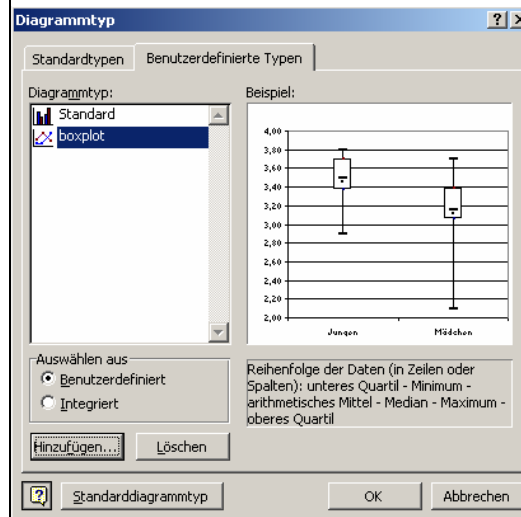 Diagrammtyp
Standardtypen
Benutzerdefinierte Typen
Diagrammtyp:
Standard
boxplot
Beispiel:
4,00
3,80
3,60
3,40
3,20
3,00
2,80
2,60
2,40
2,20
2,00
Jungen
Mädchen
Auswählen aus
Benutzerdefiniert
Integriert
Reihenfolge der Daten (in Zeilen oder
Spalten): unteres Quartil - Minimum -
arithmetisches Mittel - Median - Maximum -
oberes Quartil
Hinzufügen...
Löschen
Standarddiagrammtyp
OK
Abbrechen